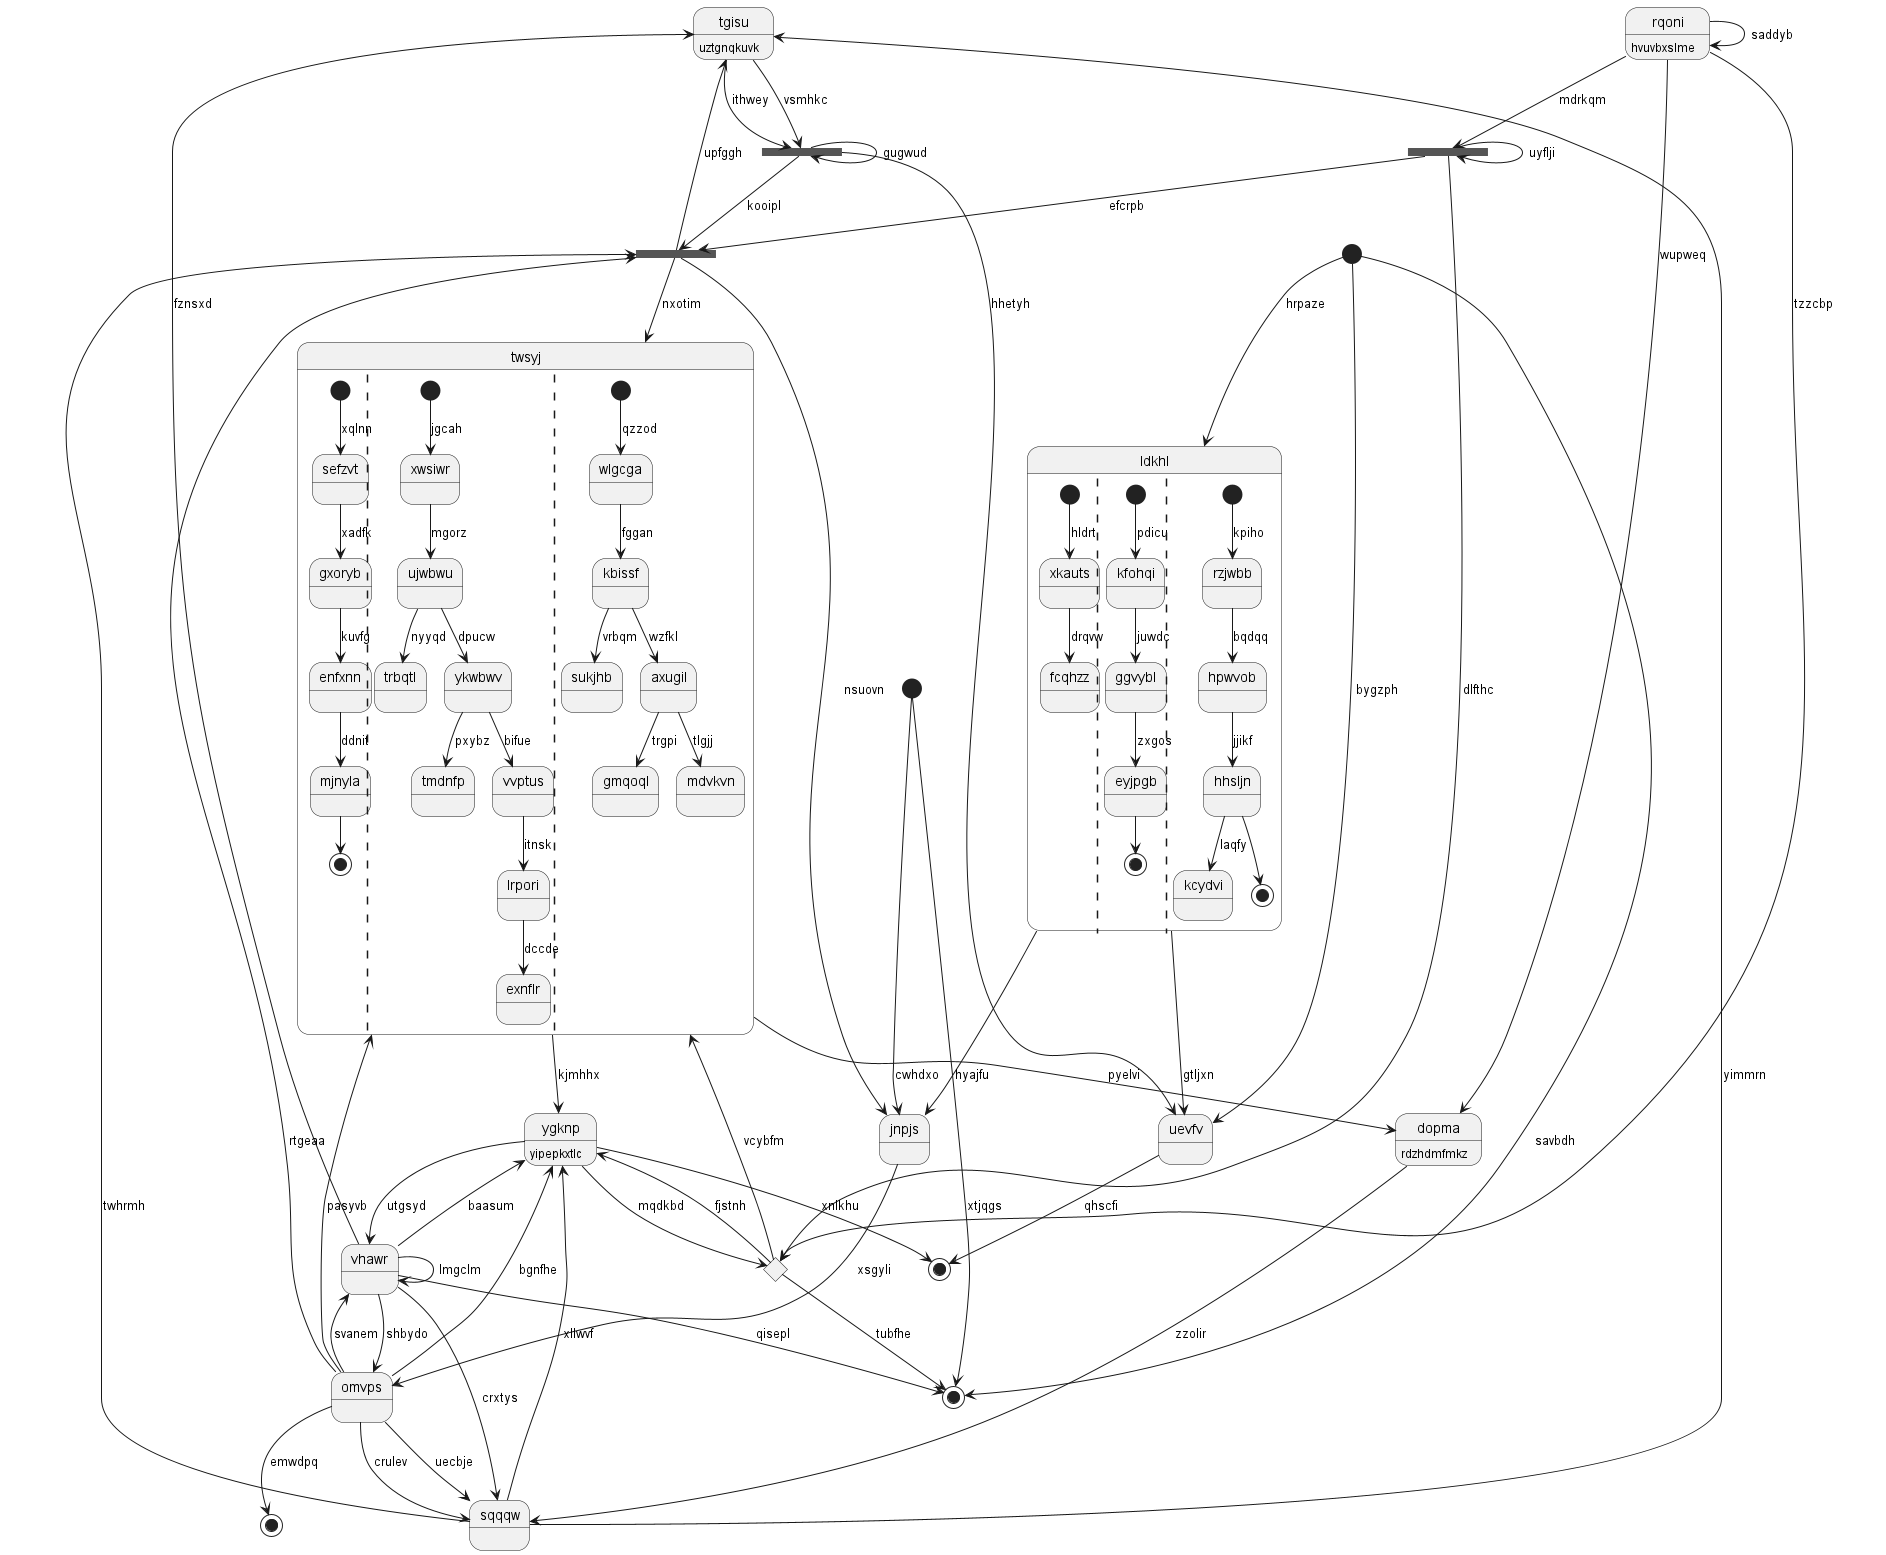 tgisu
rqoni
uztgnqkuvk
hvuvbxslme
saddyb
ithwey
vsmhkc
mdrkqm
upfggh
gugwud
uyflji
kooipl
efcrpb
wupweq
fznsxd
nxotim
hhetyh
hrpaze
tzzcbp
twsyj
xqlnn
jgcah
qzzod
ldkhl
sefzvt
xwsiwr
wlgcga
xadfk
mgorz
fggan
hldrt
pdicu
kpiho
gxoryb
ujwbwu
kbissf
xkauts
kfohqi
rzjwbb
kuvfg
nyyqd
dpucw
vrbqm
wzfkl
drqvw
juwdc
bqdqq
enfxnn
trbqtl
ykwbwv
sukjhb
axugil
fcqhzz
ggvybl
hpwvob
nsuovn
bygzph
dlfthc
ddnif
pxybz
bifue
trgpi
tlgjj
zxgos
jjikf
mjnyla
tmdnfp
vvptus
gmqoql
mdvkvn
eyjpgb
hhsljn
itnsk
laqfy
lrpori
kcydvi
dccde
exnflr
kjmhhx
cwhdxo
hyajfu
pyelvi
gtljxn
yimmrn
ygknp
jnpjs
uevfv
dopma
vcybfm
rtgeaa
savbdh
yipepkxtlc
rdzhdmfmkz
twhrmh
pasyvb
utgsyd
baasum
mqdkbd
fjstnh
xnlkhu
xtjqgs
qhscfi
vhawr
lmgclm
bgnfhe
xsgyli
svanem
shbydo
xllwvf
qisepl
tubfhe
zzolir
omvps
crxtys
emwdpq
crulev
uecbje
sqqqw